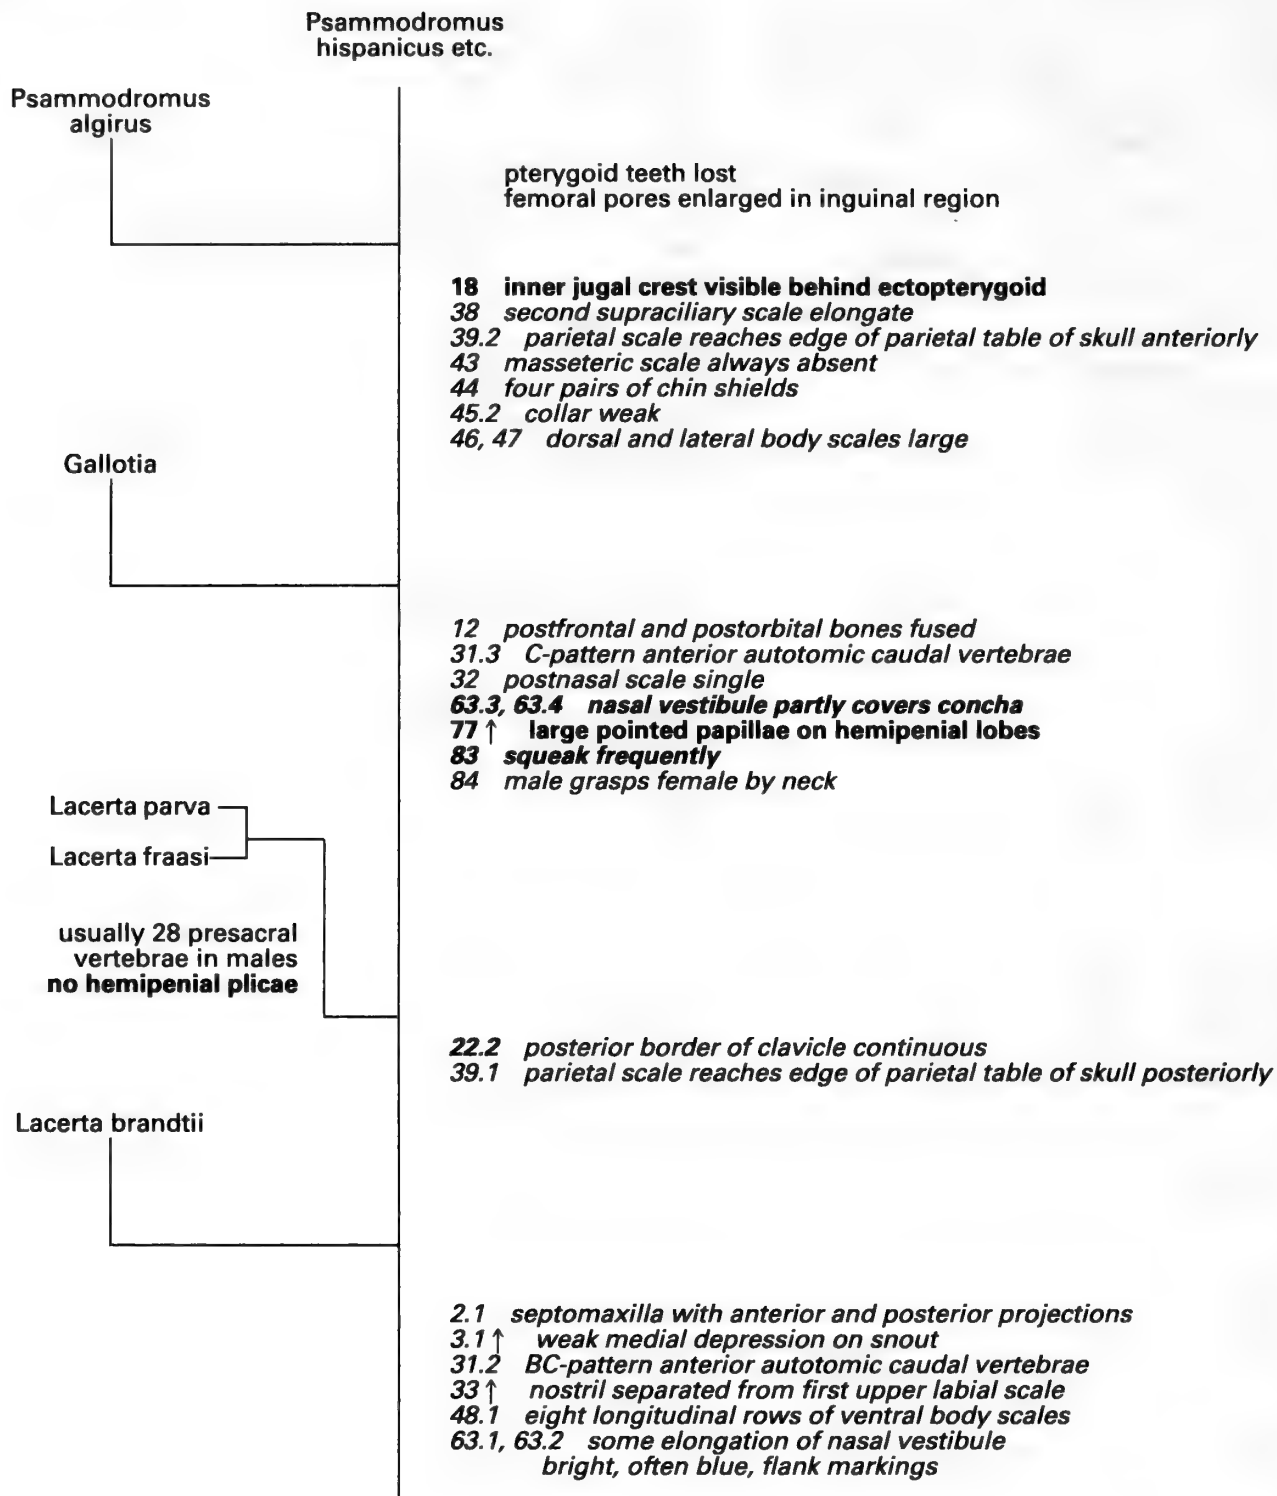 Psammodromus
hispanicus etc.
Psammodromus
algirus
pterygoid teeth lost
femoral pores enlarged in inguinal region
18 inner jugal crest visible behind ectopterygoid
38 second supraciliary scale elongate
39.2 parietal scale reaches edge of parietal table of skull anteriorly
43 masseteric scale always absent
44 four pairs of chin shields
45.2 collar weak
46, 47 dorsal and lateral body scales large
Gallotia
12 postfrontal and postorbital bones fused
31.3 C-pattern anterior autotomic caudal vertebrae
32 postnasal scale single
63.3, 63.4 nasal vestibule partly covers concha
77 ↑ large pointed papillae on hemipenial lobes
83 squeak frequently
84 male grasps female by neck
Lacerta parva
Lacerta fraasi
usually 28 presacral
vertebrae in males
no hemipenial plicae
22.2 posterior border of clavicle continuous
39.1 parietal scale reaches edge of parietal table of skull posteriorly
Lacerta brandtii
2.1 septomaxilla with anterior and posterior projections
3.1 ↑ weak medial depression on snout
31.2 BC-pattern anterior autotomic caudal vertebrae
33 ↑ nostril separated from first upper labial scale
48.1 eight longitudinal rows of ventral body scales
63.1, 63.2 some elongation of nasal vestibule
bright, often blue, flank markings